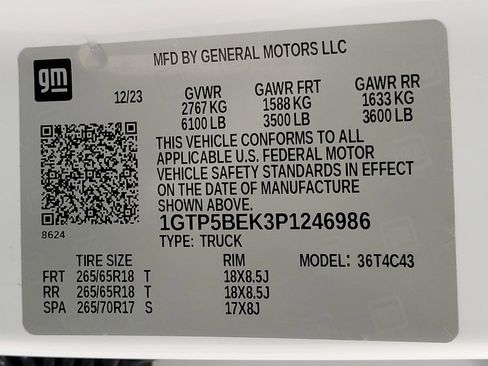 gm
MFD BY GENERAL MOTORS LLC
12/23 GVWR GAWR FRT GAWR RR
2767 KG 1588 KG 1633 KG
6100 LB 3500 LB 3600 LB
THIS VEHICLE CONFORMS TO ALL
APPLICABLE U.S. FEDERAL MOTOR
VEHICLE SAFETY STANDARDS IN EFFECT
ON THE DATE OF MANUFACTURE
SHOWN ABOVE.
8624
1GTP5BEK3P1246986
TYPE: TRUCK
TIRE SIZE RIM MODEL: 36T4C43
FRT 265/65R18 T 18X8.5J
RR 265/65R18 T 18X8.5J
SPA 265/70R17 S 17X8J